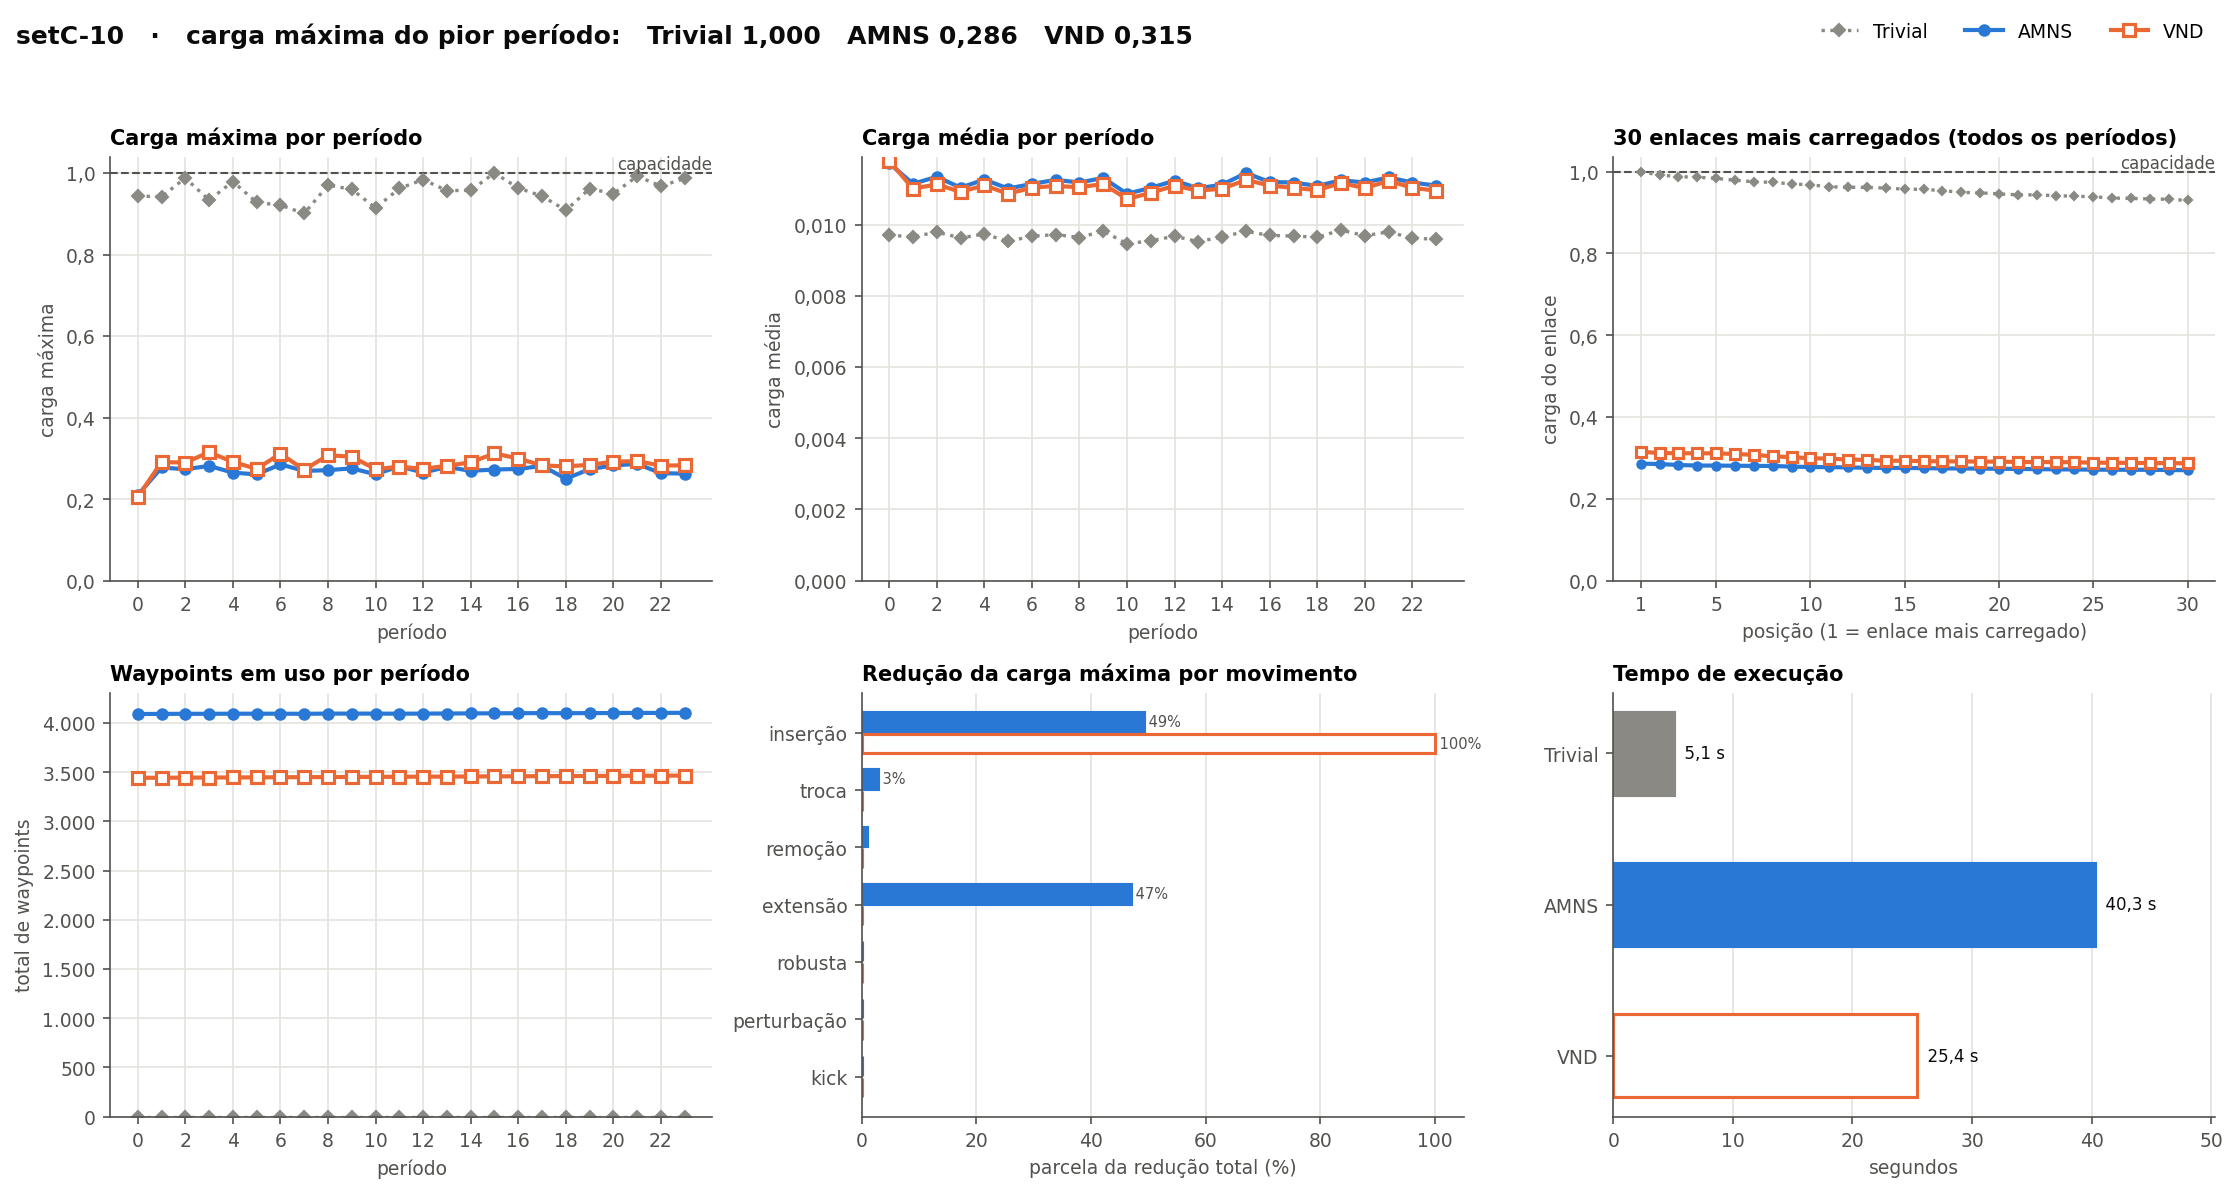 setC-10 · carga máxima do pior período: Trivial 1,000 AMNS 0,286 VND 0,315
Trivial AMNS VND
Carga máxima por período
capacidade
1,0
0,8
0,6
0,4
0,2
0,0
carga máxima
0 2 4 6 8 10 12 14 16 18 20 22
período
Carga média por período
0,010
0,008
0,006
0,004
0,002
0,000
carga média
0 2 4 6 8 10 12 14 16 18 20 22
período
30 enlaces mais carregados (todos os períodos)
capacidade
1,0
0,8
0,6
0,4
0,2
0,0
carga do enlace
1 5 10 15 20 25 30
posição (1 = enlace mais carregado)
Waypoints em uso por período
4.000
3.500
3.000
2.500
2.000
1.500
1.000
500
0
total de waypoints
0 2 4 6 8 10 12 14 16 18 20 22
período
Redução da carga máxima por movimento
inserção 49%
100%
troca 3%
remoção
extensão 47%
robusta
perturbação
kick
0 20 40 60 80 100
parcela da redução total (%)
Tempo de execução
Trivial 5,1 s
AMNS 40,3 s
VND 25,4 s
0 10 20 30 40 50
segundos